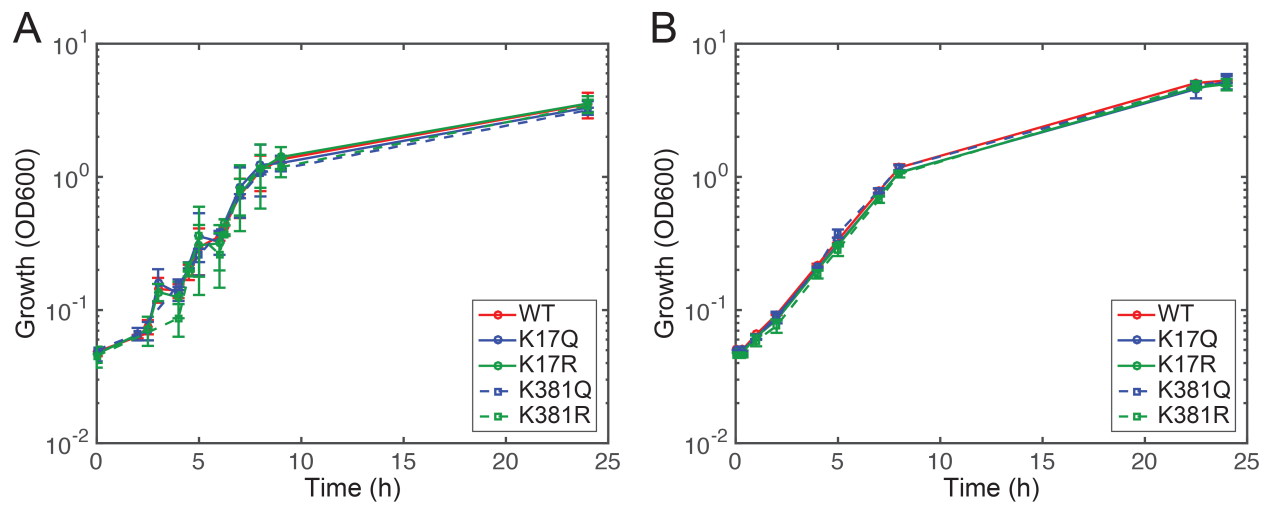 A
Growth (OD600)
10^1
10^0
10^-1
10^-2
0 5 10 15 20 25
Time (h)
WT
K17Q
K17R
K381Q
K381R
B
Growth (OD600)
10^1
10^0
10^-1
10^-2
0 5 10 15 20 25
Time (h)
WT
K17Q
K17R
K381Q
K381R